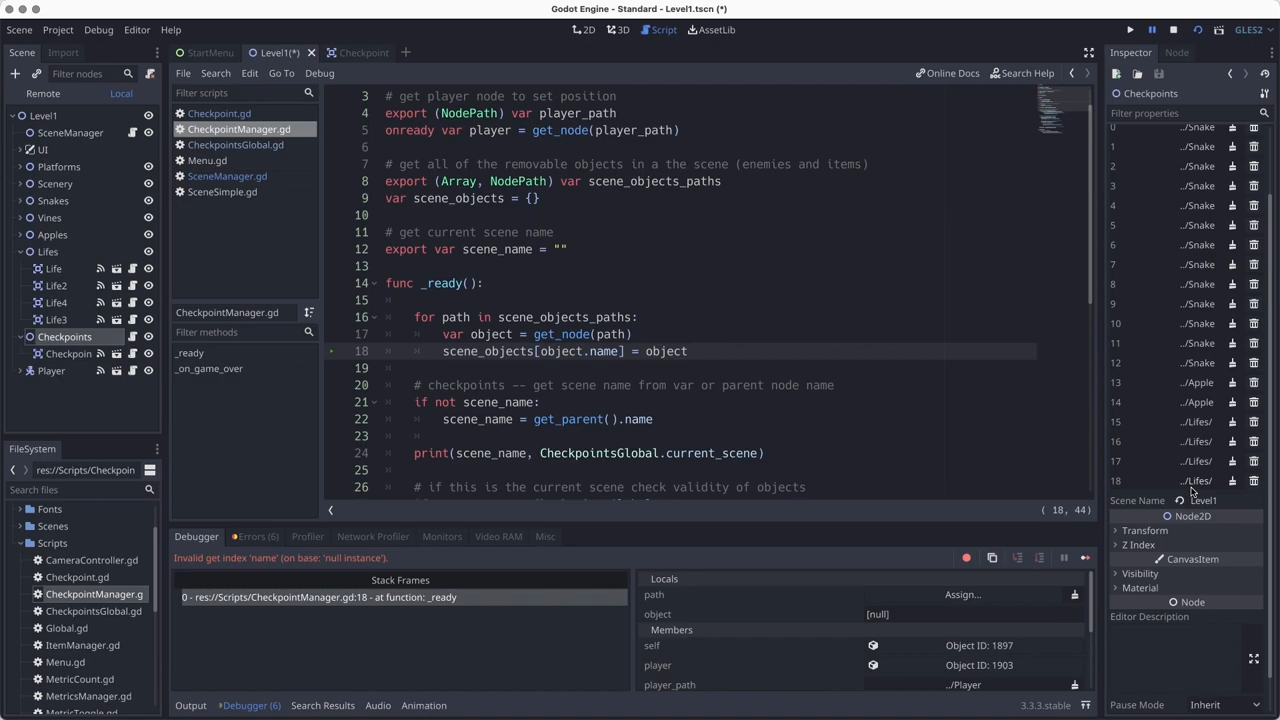 Godot Engine - Standard - Level1.tscn (*)
Scene Project Debug Editor Help
2D 3D Script AssetLib
GLES2
Scene Import
Filter nodes
Remote Local
Level1
SceneManager
UI
Platforms
Scenery
Snakes
Vines
Apples
Lifes
Life
Life2
Life4
Life3
Checkpoints
Checkpoin
Player
FileSystem
res://Scripts/Checkpoin
Search files
Fonts
Scenes
Scripts
CameraController.gd
Checkpoint.gd
CheckpointManager.g
CheckpointsGlobal.gd
Global.gd
ItemManager.gd
Menu.gd
MetricCount.gd
MetricsManager.gd
MetricToggle.gd
StartMenu Level1(*) Checkpoint
File Search Edit Go To Debug
Online Docs Search Help
Filter scripts
Checkpoint.gd
CheckpointManager.gd
CheckpointsGlobal.gd
Menu.gd
SceneManager.gd
SceneSimple.gd
CheckpointManager.gd
Filter methods
_ready
_on_game_over
3 # get player node to set position
4 export (NodePath) var player_path
5 onready var player = get_node(player_path)
6
7 # get all of the removable objects in a the scene (enemies and items)
8 export (Array, NodePath) var scene_objects_paths
9 var scene_objects = {}
10
11 # get current scene name
12 export var scene_name = ""
13
14 func _ready():
15
16 for path in scene_objects_paths:
17 var object = get_node(path)
18 scene_objects[object.name] = object
19
20 # checkpoints -- get scene name from var or parent node name
21 if not scene_name:
22 scene_name = get_parent().name
23
24 print(scene_name, CheckpointsGlobal.current_scene)
25
26 # if this is the current scene check validity of objects
( 18, 44)
Debugger Errors (6) Profiler Network Profiler Monitors Video RAM Misc
Invalid get index 'name' (on base: 'null instance').
Stack Frames
0 - res://Scripts/CheckpointManager.gd:18 - at function: _ready
Locals
path Assign...
object [null]
Members
self Object ID: 1897
player Object ID: 1903
player_path ../Player
Output Debugger (6) Search Results Audio Animation
3.3.3.stable
Inspector Node
Checkpoints
Filter properties
0 ../Snake
1 ../Snake
2 ../Snake
3 ../Snake
4 ../Snake
5 ../Snake
6 ../Snake
7 ../Snake
8 ../Snake
9 ../Snake
10 ../Snake
11 ../Snake
12 ../Snake
13 ../Apple
14 ../Apple
15 ../Lifes/
16 ../Lifes/
17 ../Lifes/
18 ../Lifes/
Scene Name Level1
Node2D
Transform
Z Index
CanvasItem
Visibility
Material
Node
Editor Description
Pause Mode Inherit